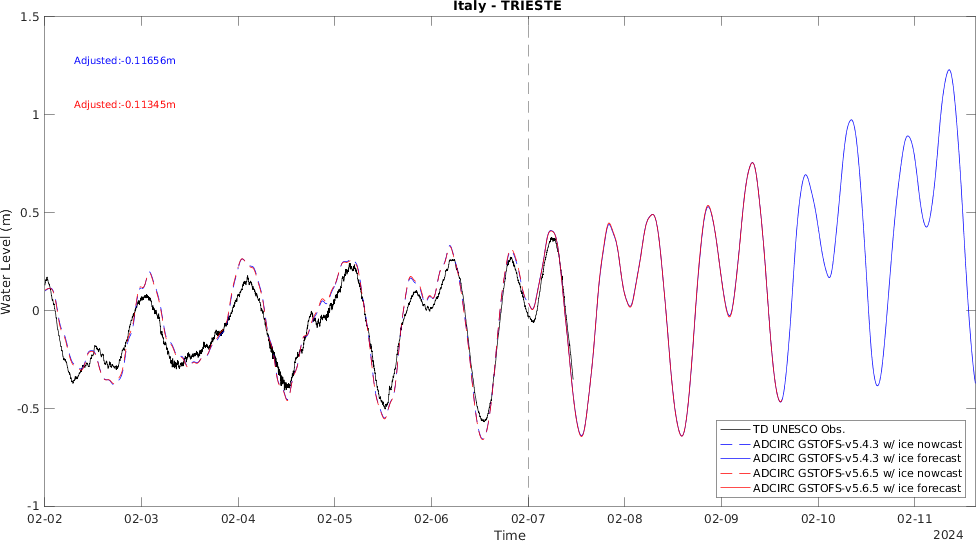 Italy - TRIESTE
1.5
Adjusted:-0.11656m
Adjusted:-0.11345m
1
0.5
0
-0.5
-1
Water Level (m)
TD UNESCO Obs.
ADCIRC GSTOFS-v5.4.3 w/ ice nowcast
ADCIRC GSTOFS-v5.4.3 w/ ice forecast
ADCIRC GSTOFS-v5.6.5 w/ ice nowcast
ADCIRC GSTOFS-v5.6.5 w/ ice forecast
02-02 02-03 02-04 02-05 02-06 02-07 02-08 02-09 02-10 02-11
Time
2024